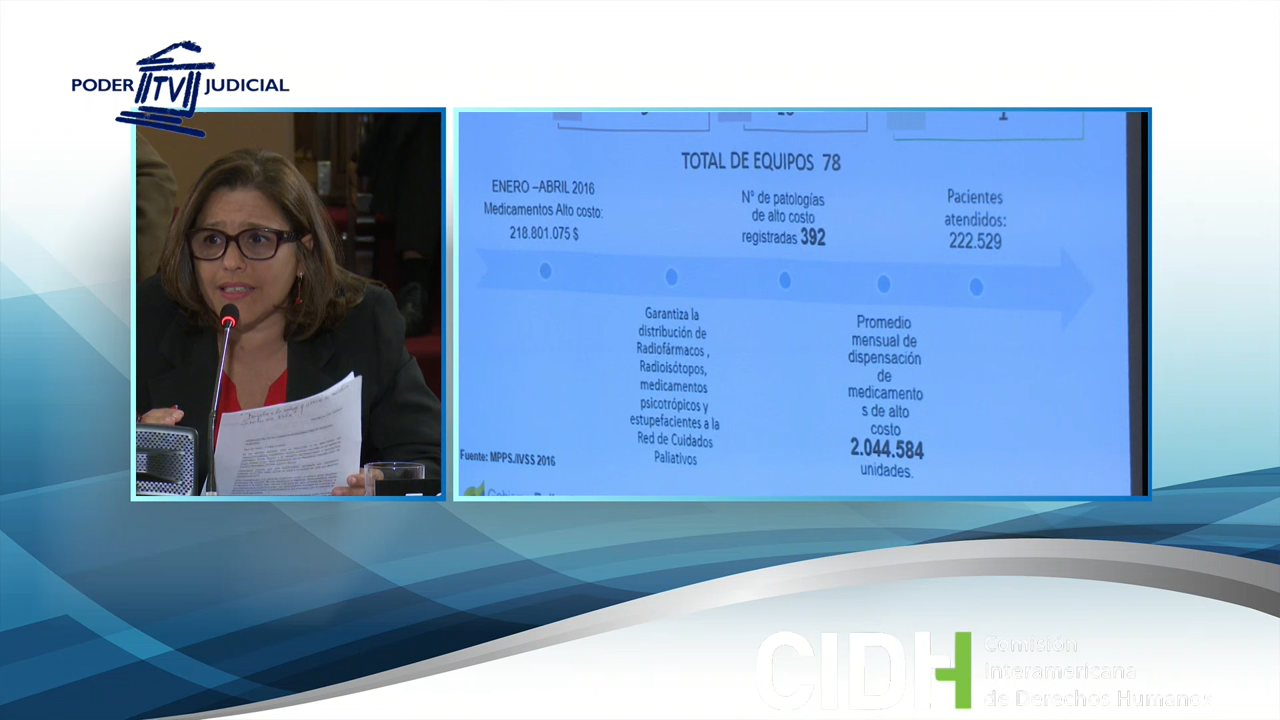 PODER TV JUDICIAL
TOTAL DE EQUIPOS 78
ENERO –ABRIL 2016
Medicamentos Alto costo:
218.801.075 $
N° de patologías
de alto costo
registradas 392
Pacientes
atendidos:
222.529
Garantiza la
distribución de
Radiofármacos ,
Radioisótopos,
medicamentos
psicotrópicos y
estupefacientes a la
Red de Cuidados
Paliativos
Promedio
mensual de
dispensación
de
medicamento
s de alto
costo
2.044.584
unidades.
Fuente: MPPS./IVSS 2016
CIDH
Comisión
Interamericana
de Derechos Humanos